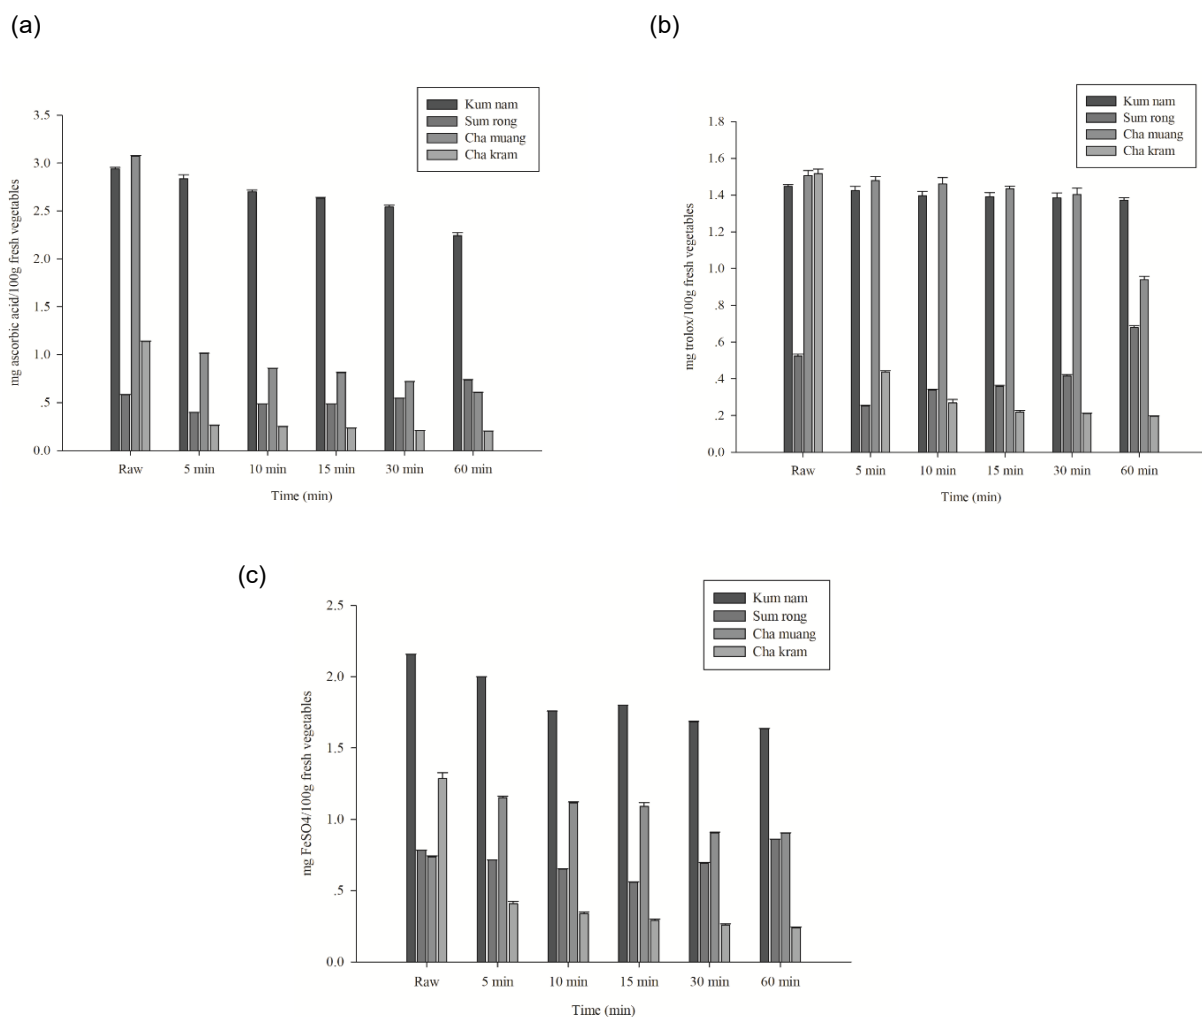 (a)
Kum nam
Sum rong
Cha muang
Cha kram
mg ascorbic acid/100g fresh vegetables
3.5
3.0
2.5
2.0
1.5
1.0
.5
0.0
Raw 5 min 10 min 15 min 30 min 60 min
Time (min)
(b)
Kum nam
Sum rong
Cha muang
Cha kram
mg trolox/100g fresh vegetables
1.8
1.6
1.4
1.2
1.0
.8
.6
.4
.2
0.0
Raw 5 min 10 min 15 min 30 min 60 min
Time (min)
(c)
Kum nam
Sum rong
Cha muang
Cha kram
mg FeSO4/100g fresh vegetables
2.5
2.0
1.5
1.0
.5
0.0
Raw 5 min 10 min 15 min 30 min 60 min
Time (min)